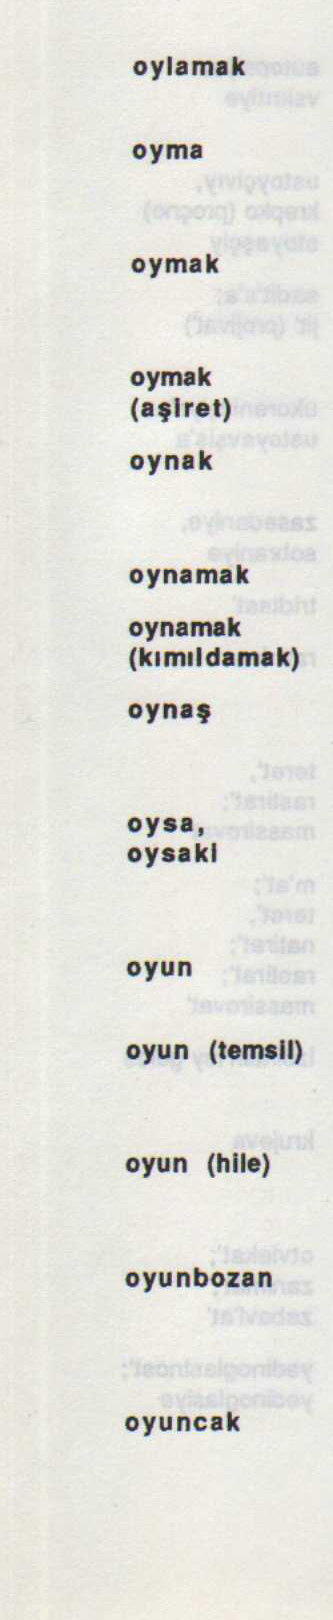 oylamak
oyma
oymak
oymak
(aşiret)
oynak
oynamak
oynamak
(kımıldamak)
oynaş
oysa,
oysaki
oyun
oyun (temsil)
oyun (hile)
oyunbozan
oyuncak